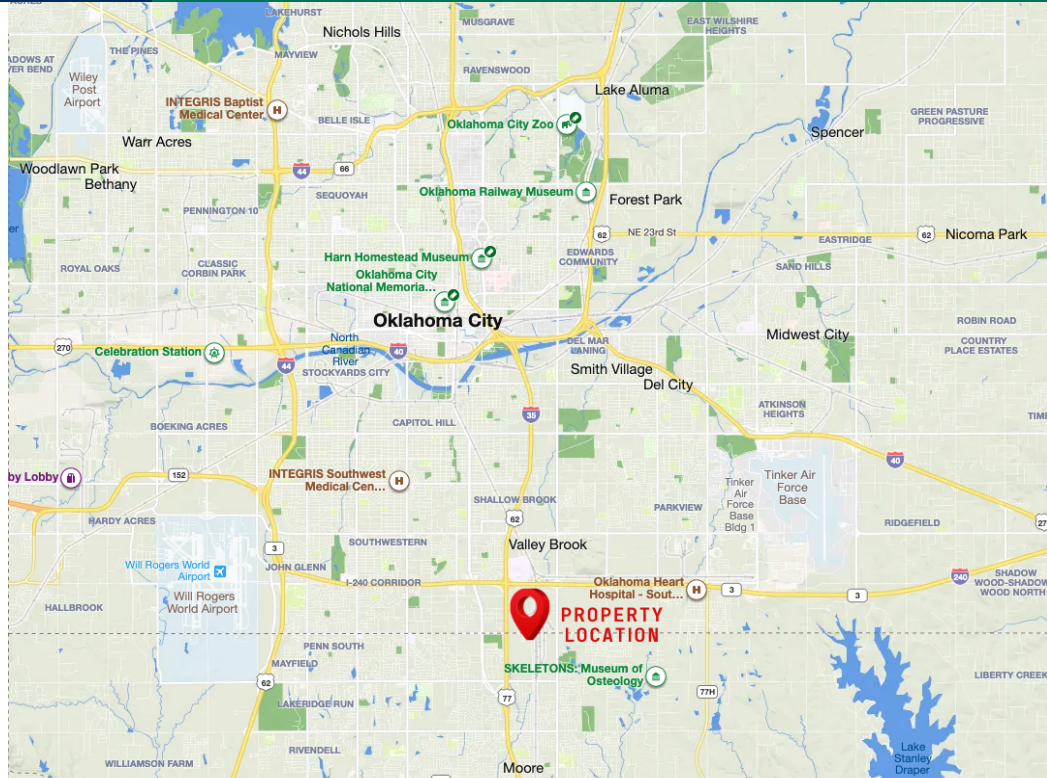 LAKEHURST
MUSGRAVE
EAST WILSHIRE
HEIGHTS
Nichols Hills
THE PINES
MAYVIEW
RAVENSWOOD
Wiley
Post
Airport
Lake Aluma
INTEGRIS Baptist
Medical Center
H
BELLE ISLE
Oklahoma City Zoo
GREEN PASTURE
PROGRESSIVE
Spencer
Warr Acres
Woodlawn Park
44
66
Bethany
SEQUOYAH
Oklahoma Railway Museum
Forest Park
PENNINGTON 10
62
NE 23rd St
62
Nicoma Park
EASTRIDGE
Harn Homestead Museum
EDWARDS
COMMUNITY
ROYAL OAKS
CLASSIC
CORBIN PARK
SAND HILLS
Oklahoma City
National Memoria...
Oklahoma City
ROBIN ROAD
Midwest City
COUNTRY
PLACE ESTATES
270
Celebration Station
North
Canadian
River
40
DEL MAR
LANING
44
STOCKYARDS CITY
Smith Village
Del City
35
ATKINSON
HEIGHTS
BOEKING ACRES
CAPITOL HILL
40
by Lobby
152
INTEGRIS Southwest
Medical Cen...
H
Tinker Air
Force
Base
Tinker
Air
Force
Base
Bldg 1
SHALLOW BROOK
PARKVIEW
HARDY ACRES
62
RIDGEFIELD
3
SOUTHWESTERN
Valley Brook
Will Rogers World
Airport
JOHN GLENN
I-240 CORRIDOR
Oklahoma Heart
Hospital - Sout...
H
3
3
240
SHADOW
WOOD-SHADOW
WOOD NORTH
Will Rogers
World Airport
HALLBROOK
PROPERTY
LOCATION
PENN SOUTH
MAYFIELD
SKELETONS: Museum of
Osteology
LIBERTY CREEK
62
77
77H
LAKERIDGE RUN
RIVENDELL
WILLIAMSON FARM
Moore
Lake
Stanley
Draper